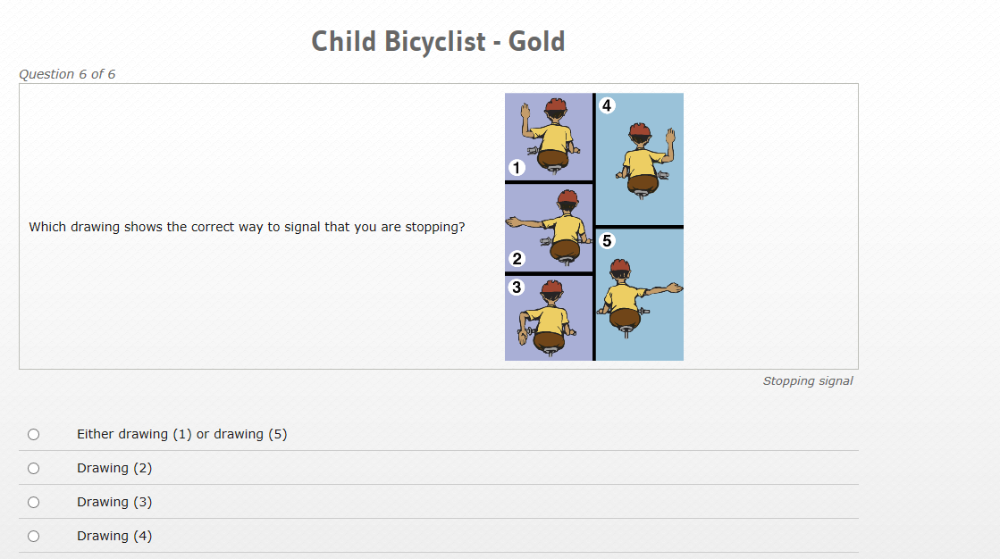 Child Bicyclist - Gold
Question 6 of 6
Which drawing shows the correct way to signal that you are stopping?
1
2
3
4
5
Stopping signal
Either drawing (1) or drawing (5)
Drawing (2)
Drawing (3)
Drawing (4)